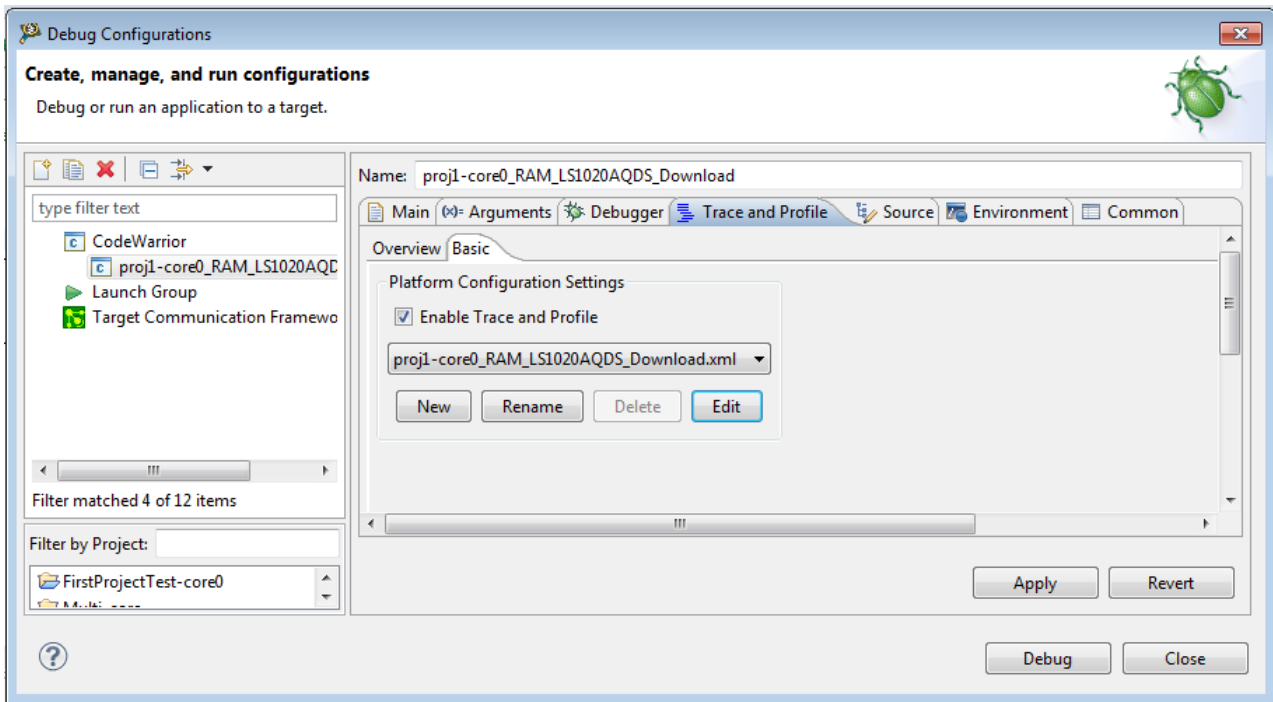 Debug Configurations
Create, manage, and run configurations
Debug or run an application to a target.
type filter text
CodeWarrior
proj1-core0_RAM_LS1020AQD
Launch Group
Target Communication Framewo
Filter matched 4 of 12 items
Filter by Project:
FirstProjectTest-core0
Name: proj1-core0_RAM_LS1020AQDS_Download
Main (x)= Arguments Debugger Trace and Profile Source Environment Common
Overview Basic
Platform Configuration Settings
Enable Trace and Profile
proj1-core0_RAM_LS1020AQDS_Download.xml
New Rename Delete Edit
Apply Revert
Debug Close